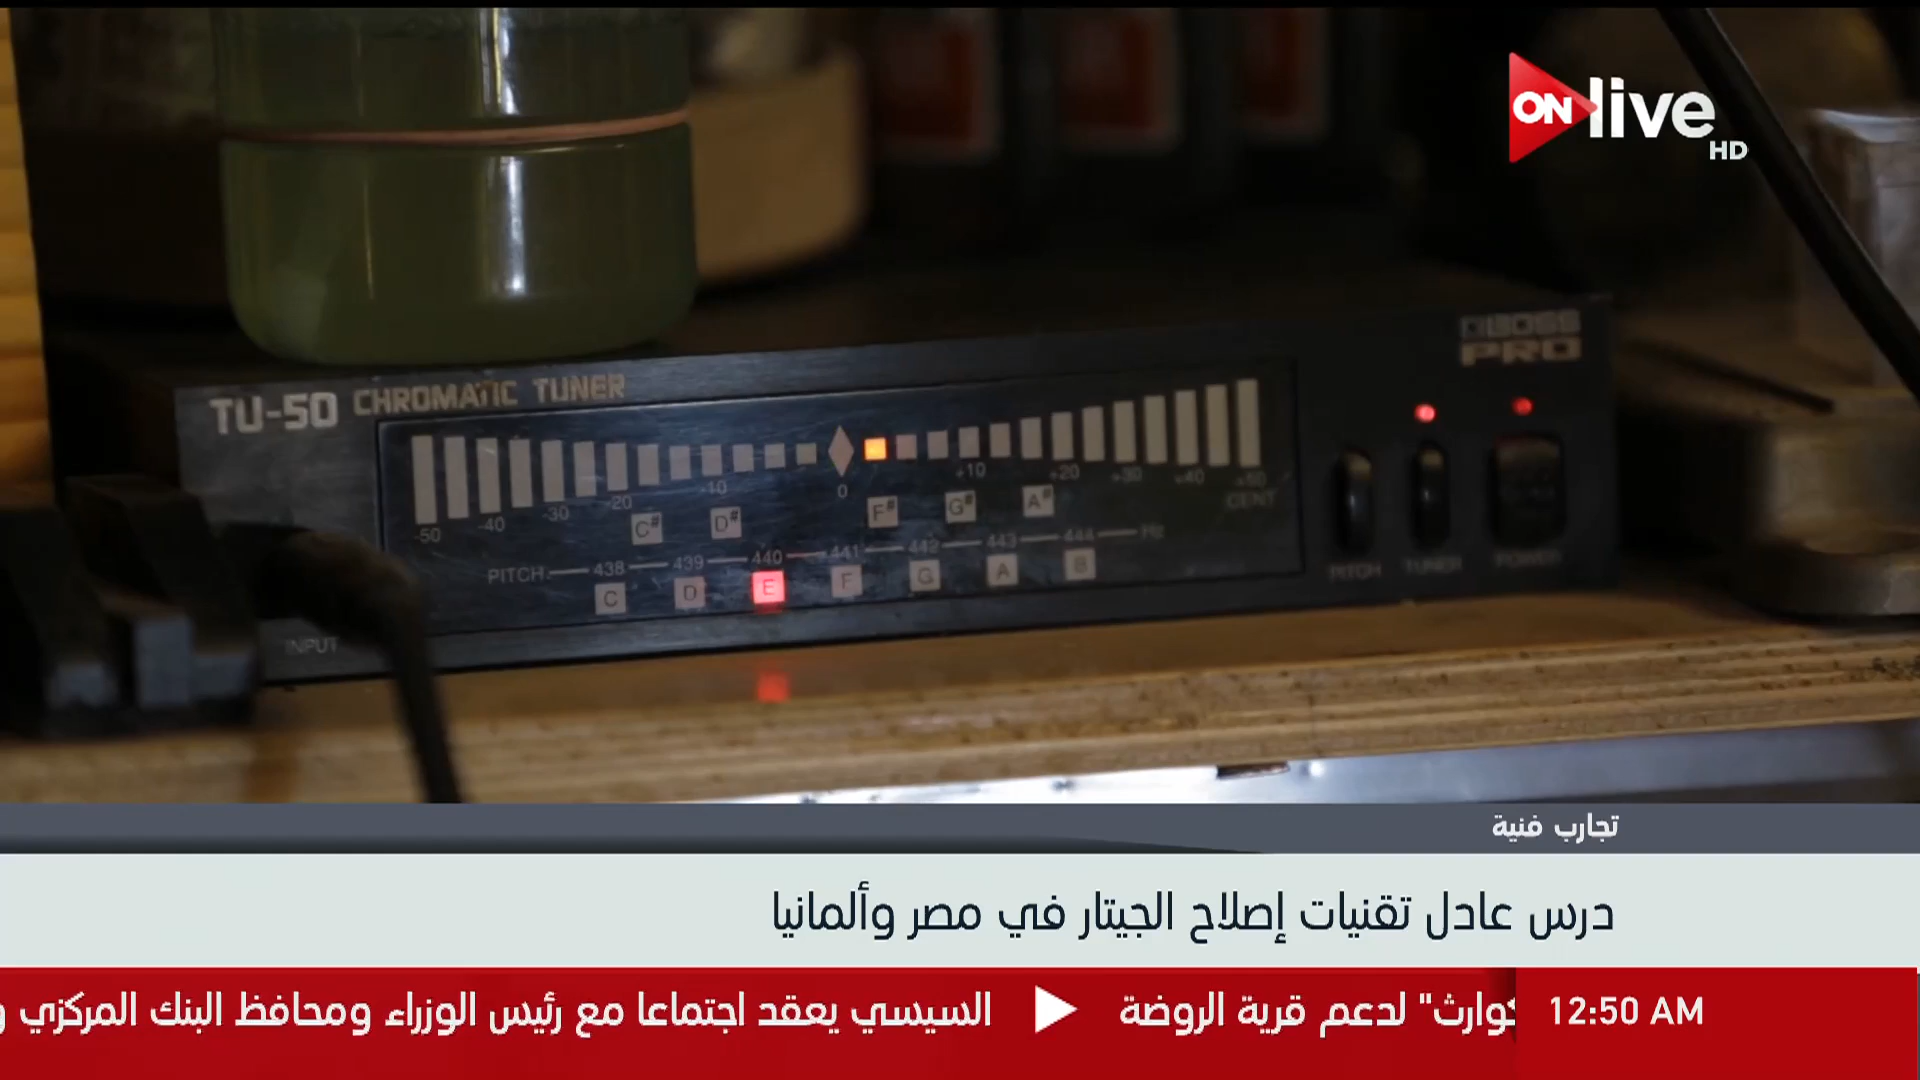 ON live
HD
BOSS
PRO
TU-50 CHROMATIC TUNER
-50 -40 -30 -20 -10 0 +10 +20 +30 +40 +50
CENT
C# D# F# G# A#
PITCH 438 439 440 441 442 443 444 Hz
C D E F G A B
PITCH TUNER POWER
INPUT
تجارب فنية
درس عادل تقنيات إصلاح الجيتار في مصر وألمانيا
لدعم قرية الروضة ▶ السيسي يعقد اجتماعا مع رئيس الوزراء ومحافظ البنك المركزي
12:50 AM